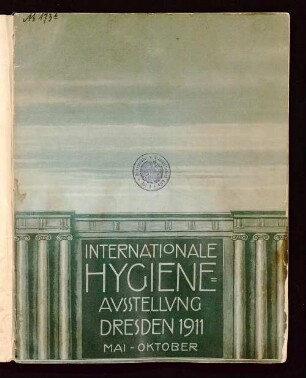 INTERNATIONALE
HYGIENE=
AVSSTELLVNG
DRESDEN 1911
MAI - OKTOBER